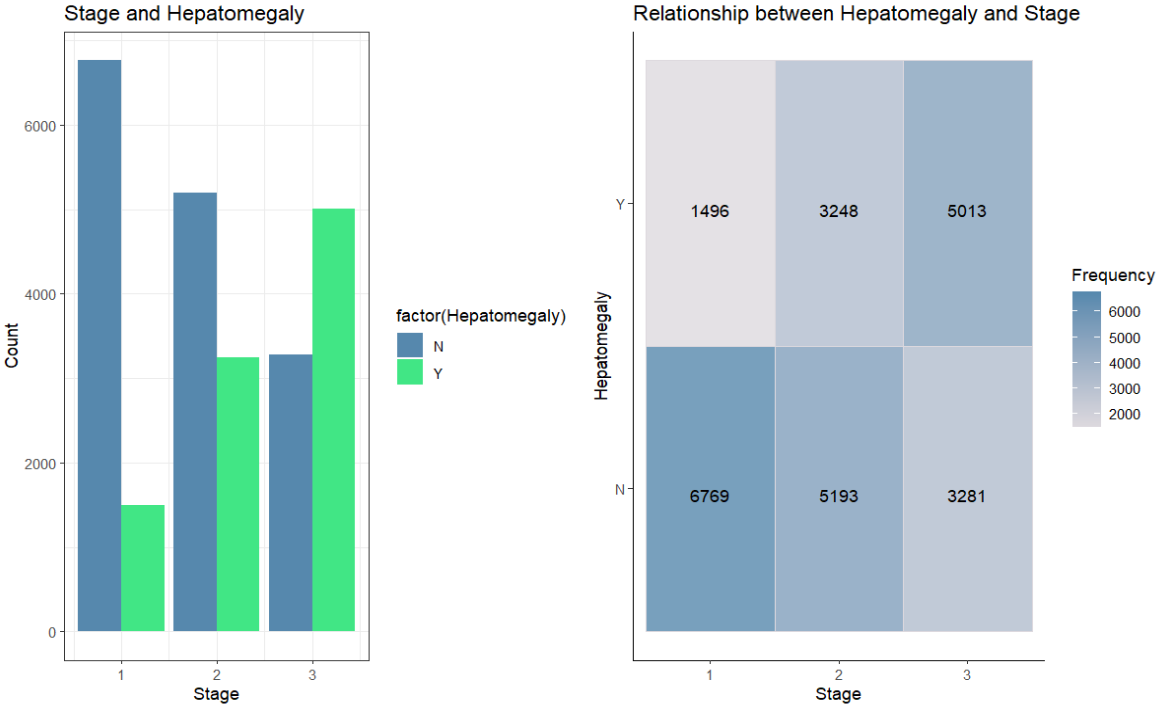 Stage and Hepatomegaly
Count
6000
4000
2000
0
1 2 3
Stage
factor(Hepatomegaly)
N
Y
Relationship between Hepatomegaly and Stage
Hepatomegaly
Y
1496 3248 5013
N
6769 5193 3281
1 2 3
Stage
Frequency
6000
5000
4000
3000
2000